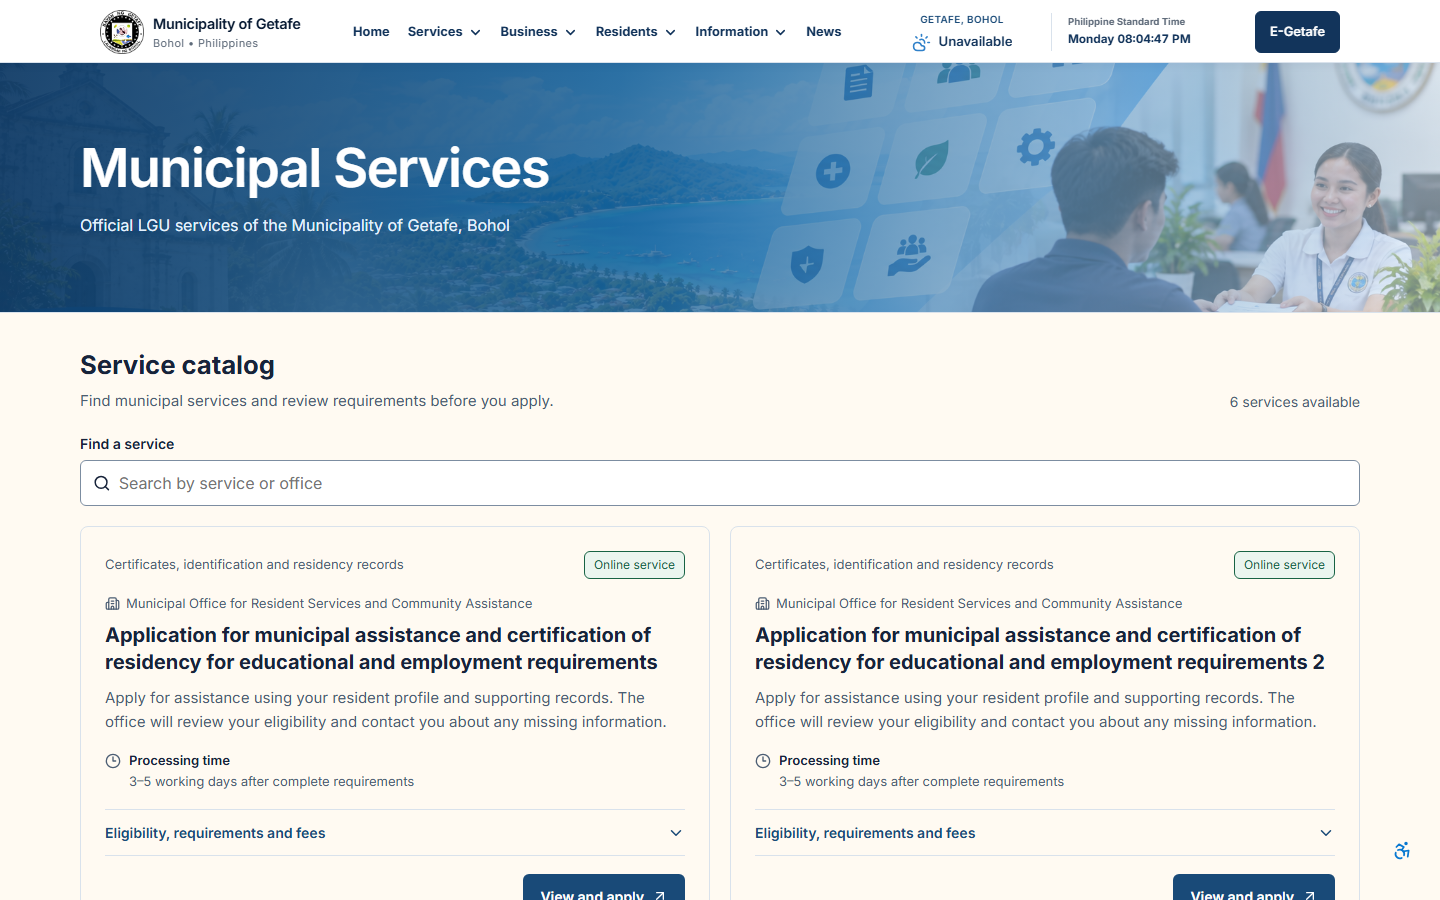 Municipality of Getafe
Bohol • Philippines
Home
Services
Business
Residents
Information
News
GETAFE, BOHOL
Unavailable
Philippine Standard Time
Monday 08:04:47 PM
E-Getafe
Municipal Services
Official LGU services of the Municipality of Getafe, Bohol
Service catalog
Find municipal services and review requirements before you apply.
6 services available
Find a service
Search by service or office
Certificates, identification and residency records
Online service
Municipal Office for Resident Services and Community Assistance
Application for municipal assistance and certification of
residency for educational and employment requirements
Apply for assistance using your resident profile and supporting records. The
office will review your eligibility and contact you about any missing information.
Processing time
3–5 working days after complete requirements
Eligibility, requirements and fees
View and apply
Certificates, identification and residency records
Online service
Municipal Office for Resident Services and Community Assistance
Application for municipal assistance and certification of
residency for educational and employment requirements 2
Apply for assistance using your resident profile and supporting records. The
office will review your eligibility and contact you about any missing information.
Processing time
3–5 working days after complete requirements
Eligibility, requirements and fees
View and apply